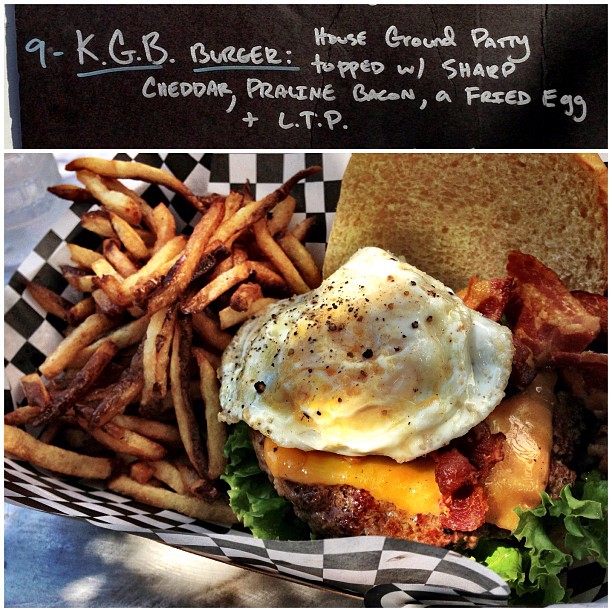 9- K.G.B. BURGER: House Ground Patty
topped w/ SHARP
CHEDDAR, PRALINE BACON, a FRIED Egg
+ L.T.P.